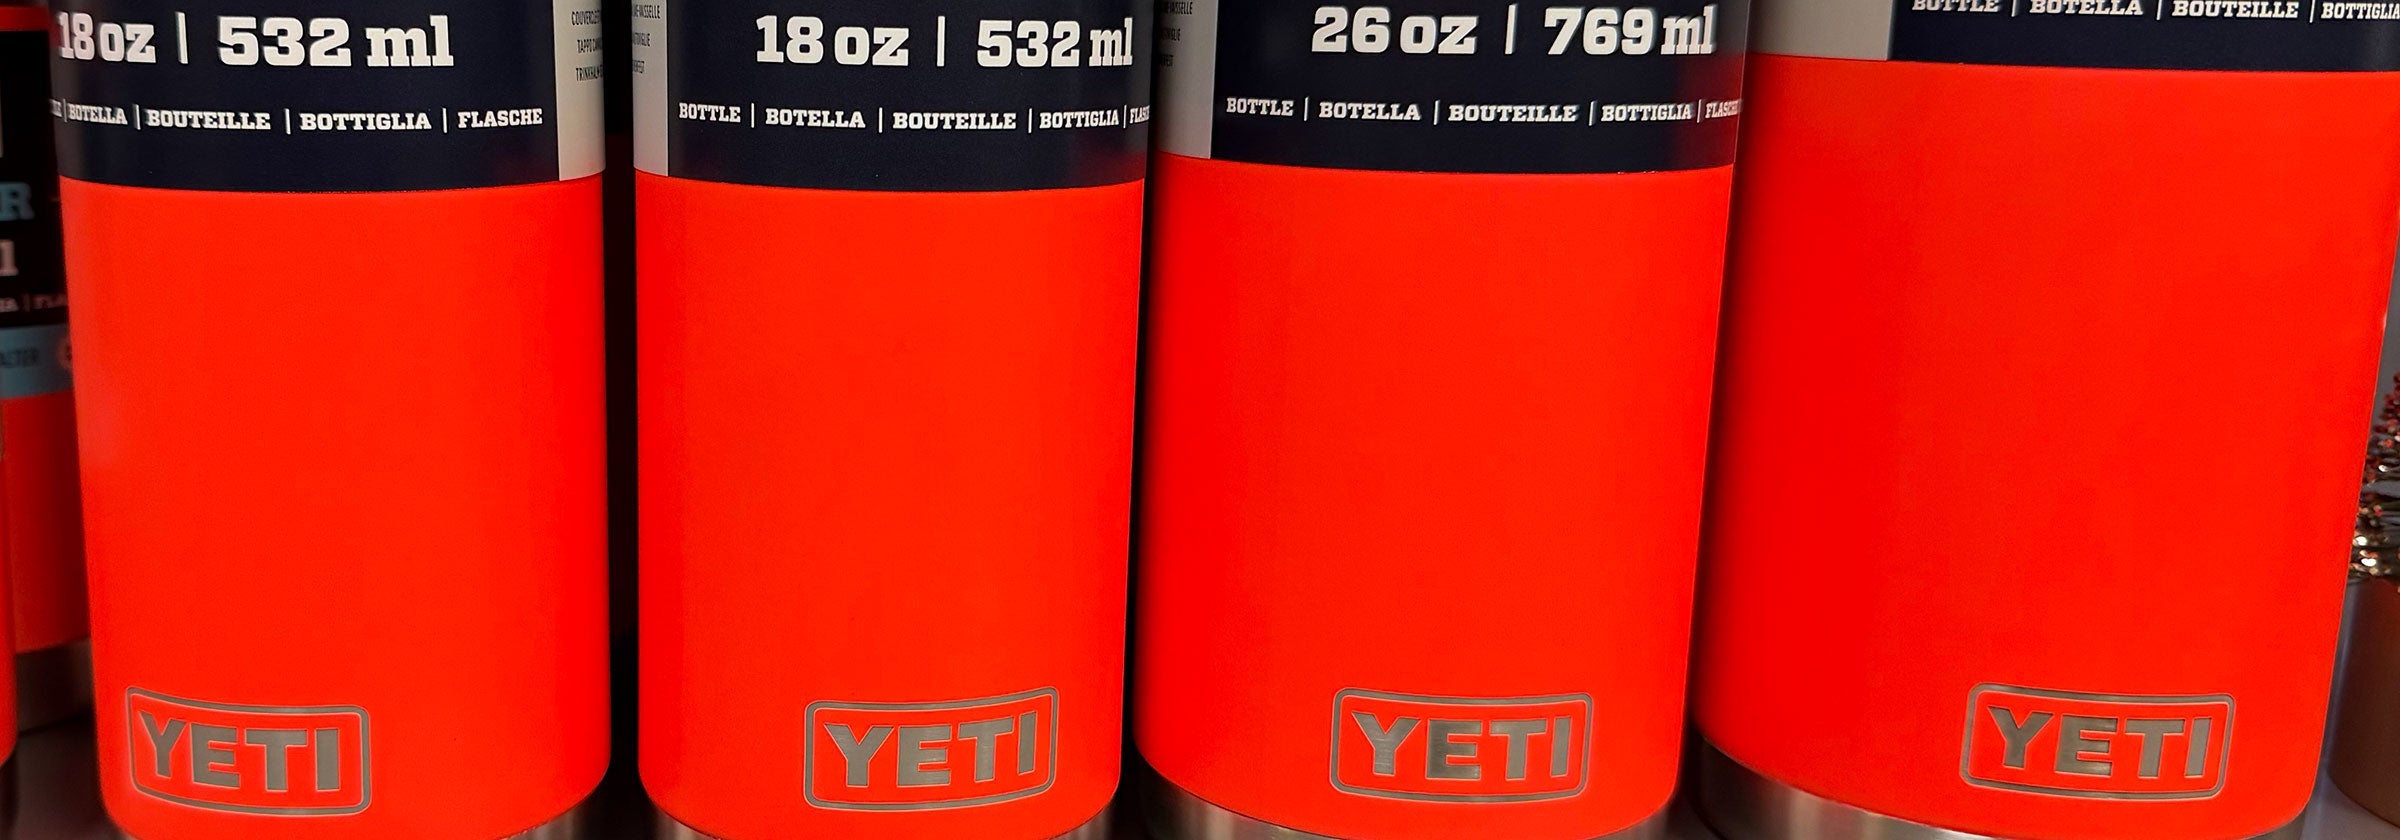 18 oz | 532 ml
BOTELLA | BOUTEILLE | BOTTIGLIA | FLASCHE
YETI
18 oz | 532 ml
BOTTLE | BOTELLA | BOUTEILLE | BOTTIGLIA |
YETI
26 oz | 769 ml
BOTTLE | BOTELLA | BOUTEILLE | BOTTIGLIA | FLASCHE
YETI
BOTTLE | BOTELLA | BOUTEILLE | BOTTIGLIA
YETI